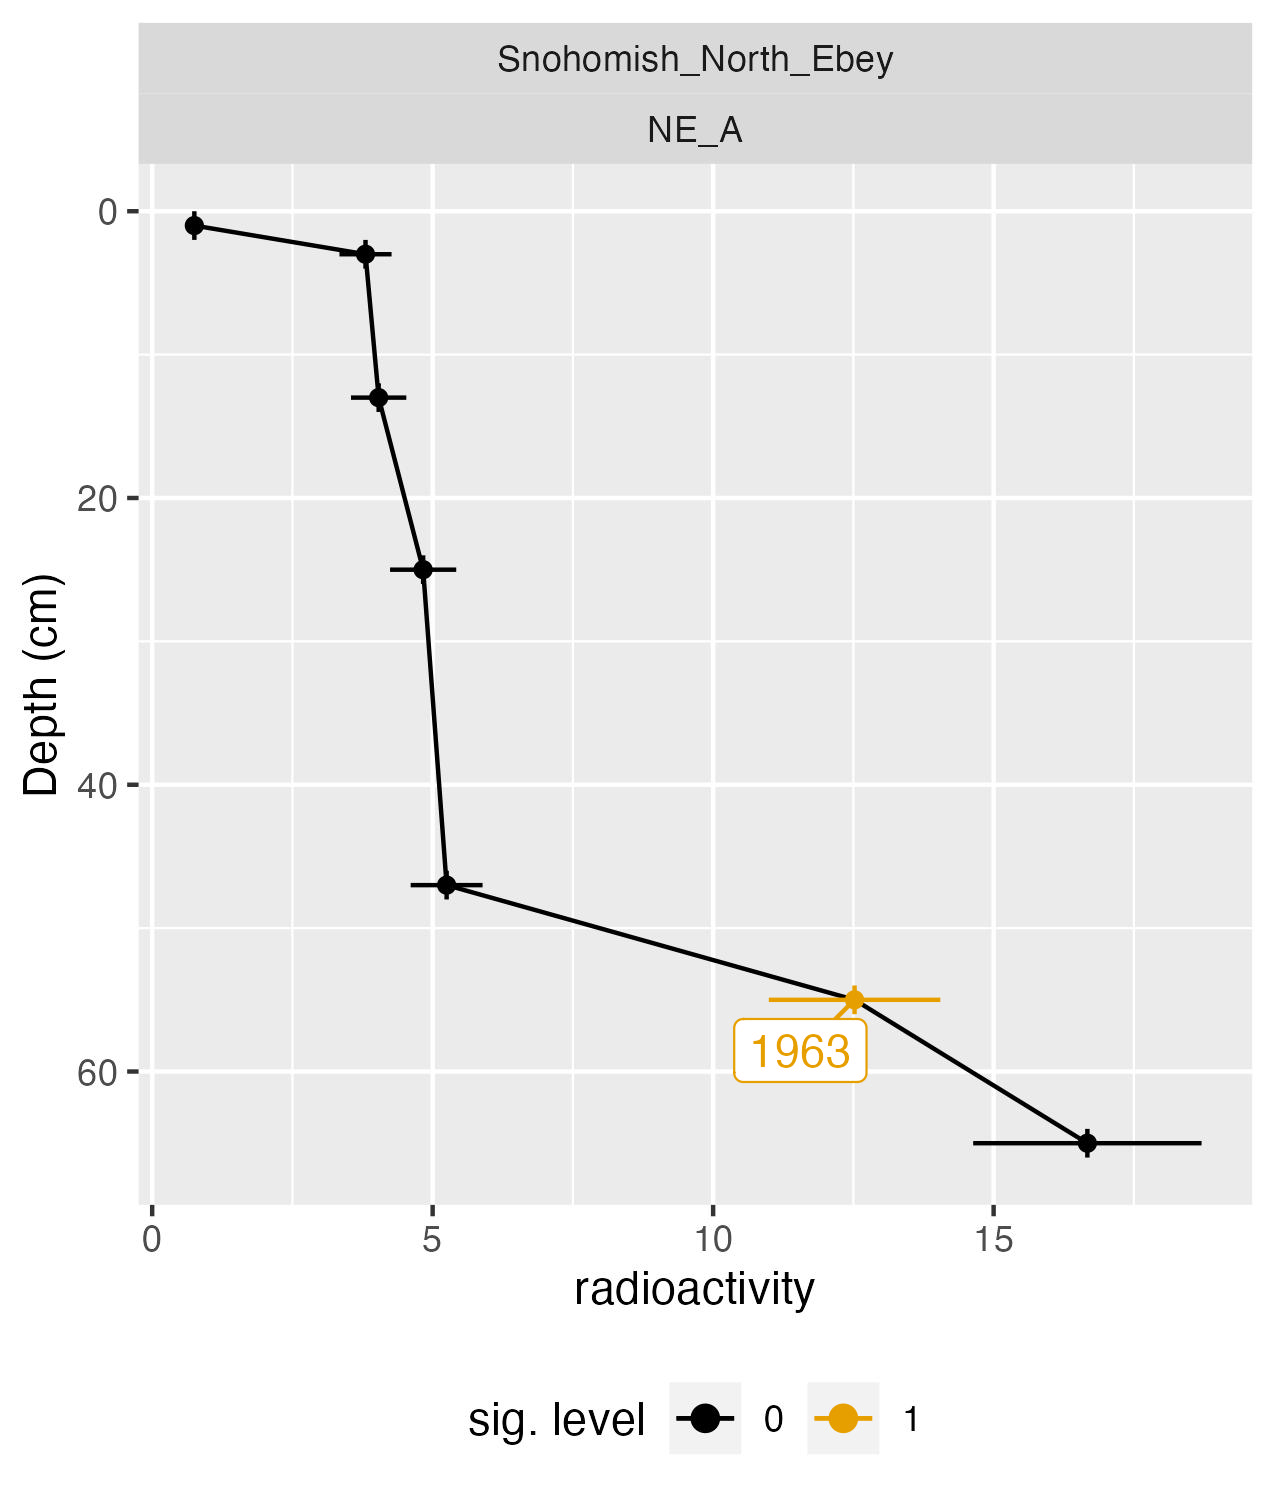 Snohomish_North_Ebey
NE_A
0
20
40
60
Depth (cm)
1963
0 5 10 15
radioactivity
sig. level 0 1